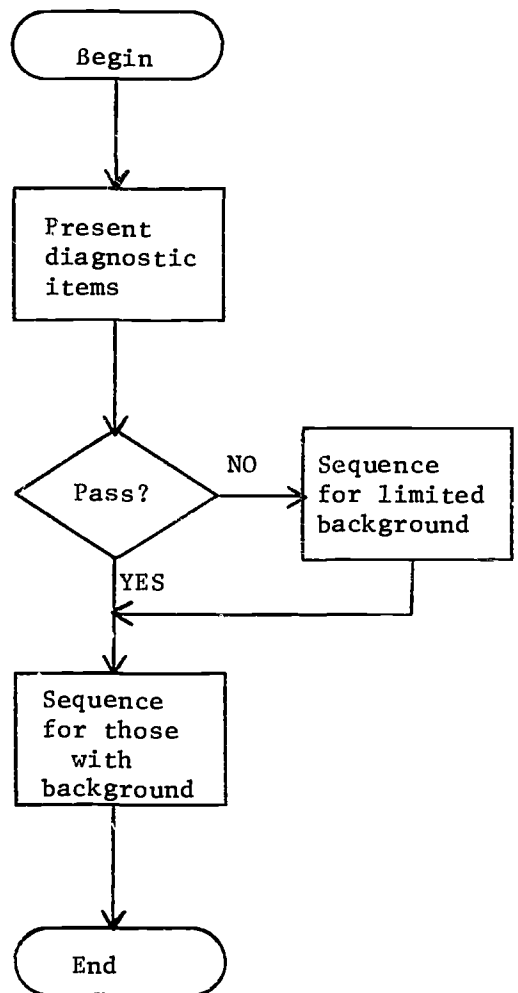 Begin
Present
diagnostic
items
Pass?
NO
Sequence
for limited
background
YES
Sequence
for those
with
background
End